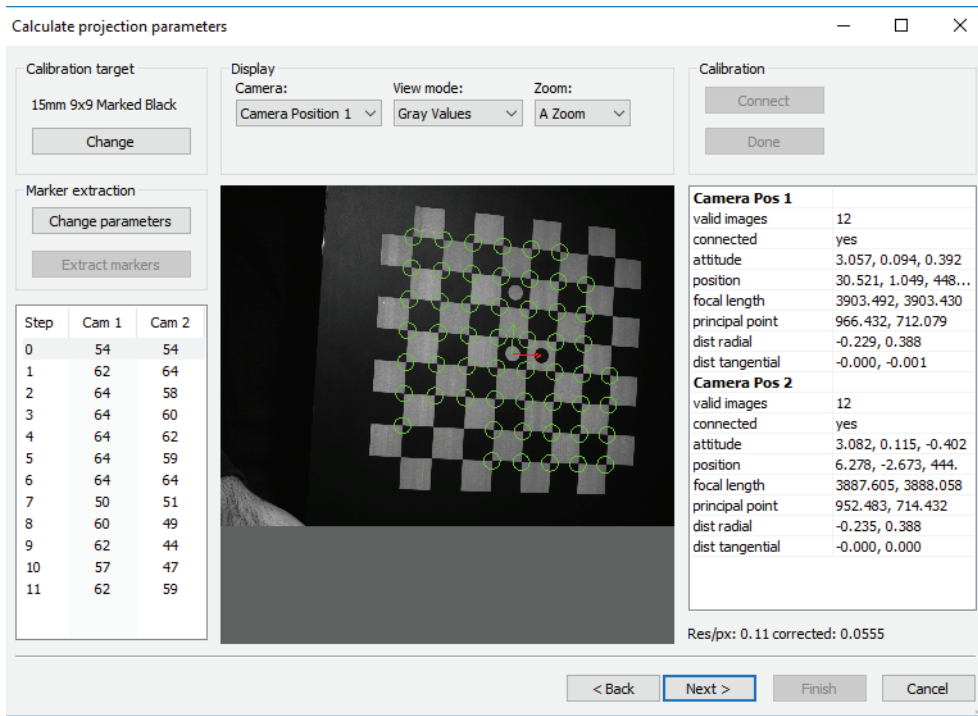 Calculate projection parameters
Calibration target
15mm 9x9 Marked Black
Change
Display
Camera: View mode: Zoom:
Camera Position 1 Gray Values A Zoom
Calibration
Connect
Done
Marker extraction
Change parameters
Extract markers
Step Cam 1 Cam 2
0 54 54
1 62 64
2 64 58
3 64 60
4 64 62
5 64 59
6 64 64
7 50 51
8 60 49
9 62 44
10 57 47
11 62 59
Camera Pos 1
valid images 12
connected yes
attitude 3.057, 0.094, 0.392
position 30.521, 1.049, 448...
focal length 3903.492, 3903.430
principal point 966.432, 712.079
dist radial -0.229, 0.388
dist tangential -0.000, -0.001
Camera Pos 2
valid images 12
connected yes
attitude 3.082, 0.115, -0.402
position 6.278, -2.673, 444.
focal length 3887.605, 3888.058
principal point 952.483, 714.432
dist radial -0.235, 0.388
dist tangential -0.000, 0.000
Res/px: 0.11 corrected: 0.0555
< Back Next > Finish Cancel